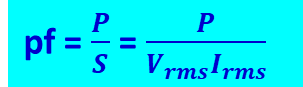 pf = P/S = P/(V_rms I_rms)